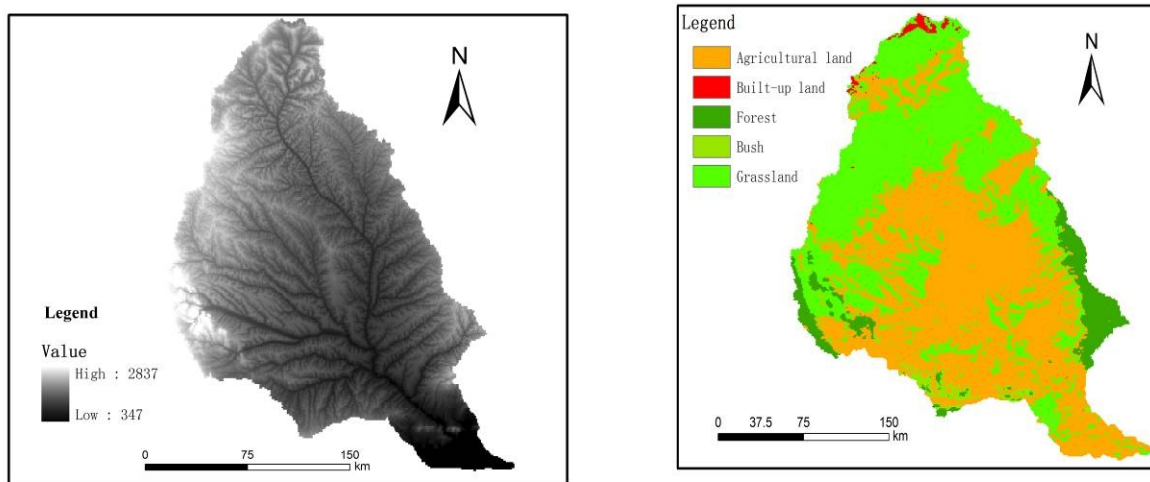 N
Legend
Value
High : 2837
Low : 347
0 75 150
km
Legend
Agricultural land
Built-up land
Forest
Bush
Grassland
N
0 37.5 75 150
km